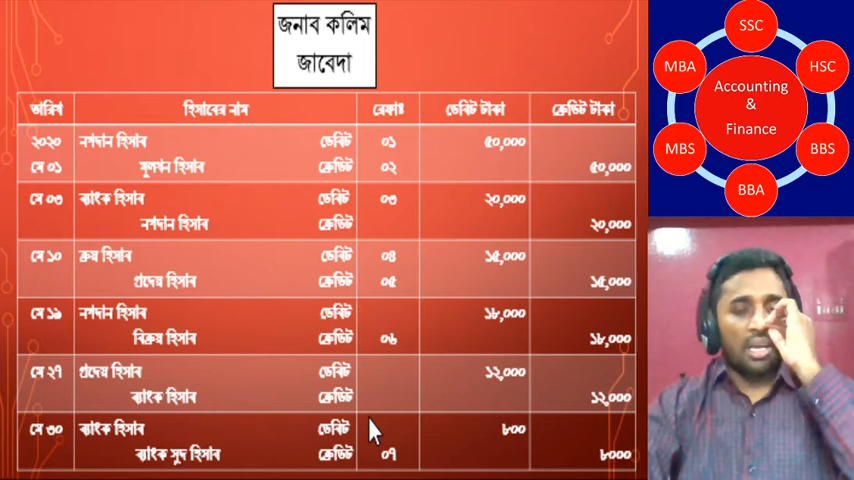 জনাব কলিম
জাবেদা
তারিখ হিসাবের নাম রেফাঃ ডেবিট টাকা ক্রেডিট টাকা
২০২০ নগদান হিসাব ডেবিট ০১ ৫০,০০০
মে ০১ মূলধন হিসাব ক্রেডিট ০২ ৫০,০০০
মে ০৩ ব্যাংক হিসাব ডেবিট ০৩ ২০,০০০
নগদান হিসাব ক্রেডিট ২০,০০০
মে ১০ ক্রয় হিসাব ডেবিট ০৪ ১৫,০০০
প্রদেয় হিসাব ক্রেডিট ০৫ ১৫,০০০
মে ১৯ নগদান হিসাব ডেবিট ১৮,০০০
বিক্রয় হিসাব ক্রেডিট ০৬ ১৮,০০০
মে ২৭ প্রদেয় হিসাব ডেবিট ১২,০০০
ব্যাংক হিসাব ক্রেডিট ১২,০০০
মে ৩০ ব্যাংক হিসাব ডেবিট ৮০০
ব্যাংক সুদ হিসাব ক্রেডিট ০৭ ৮০০০
SSC
MBA
HSC
Accounting
&
Finance
MBS
BBS
BBA